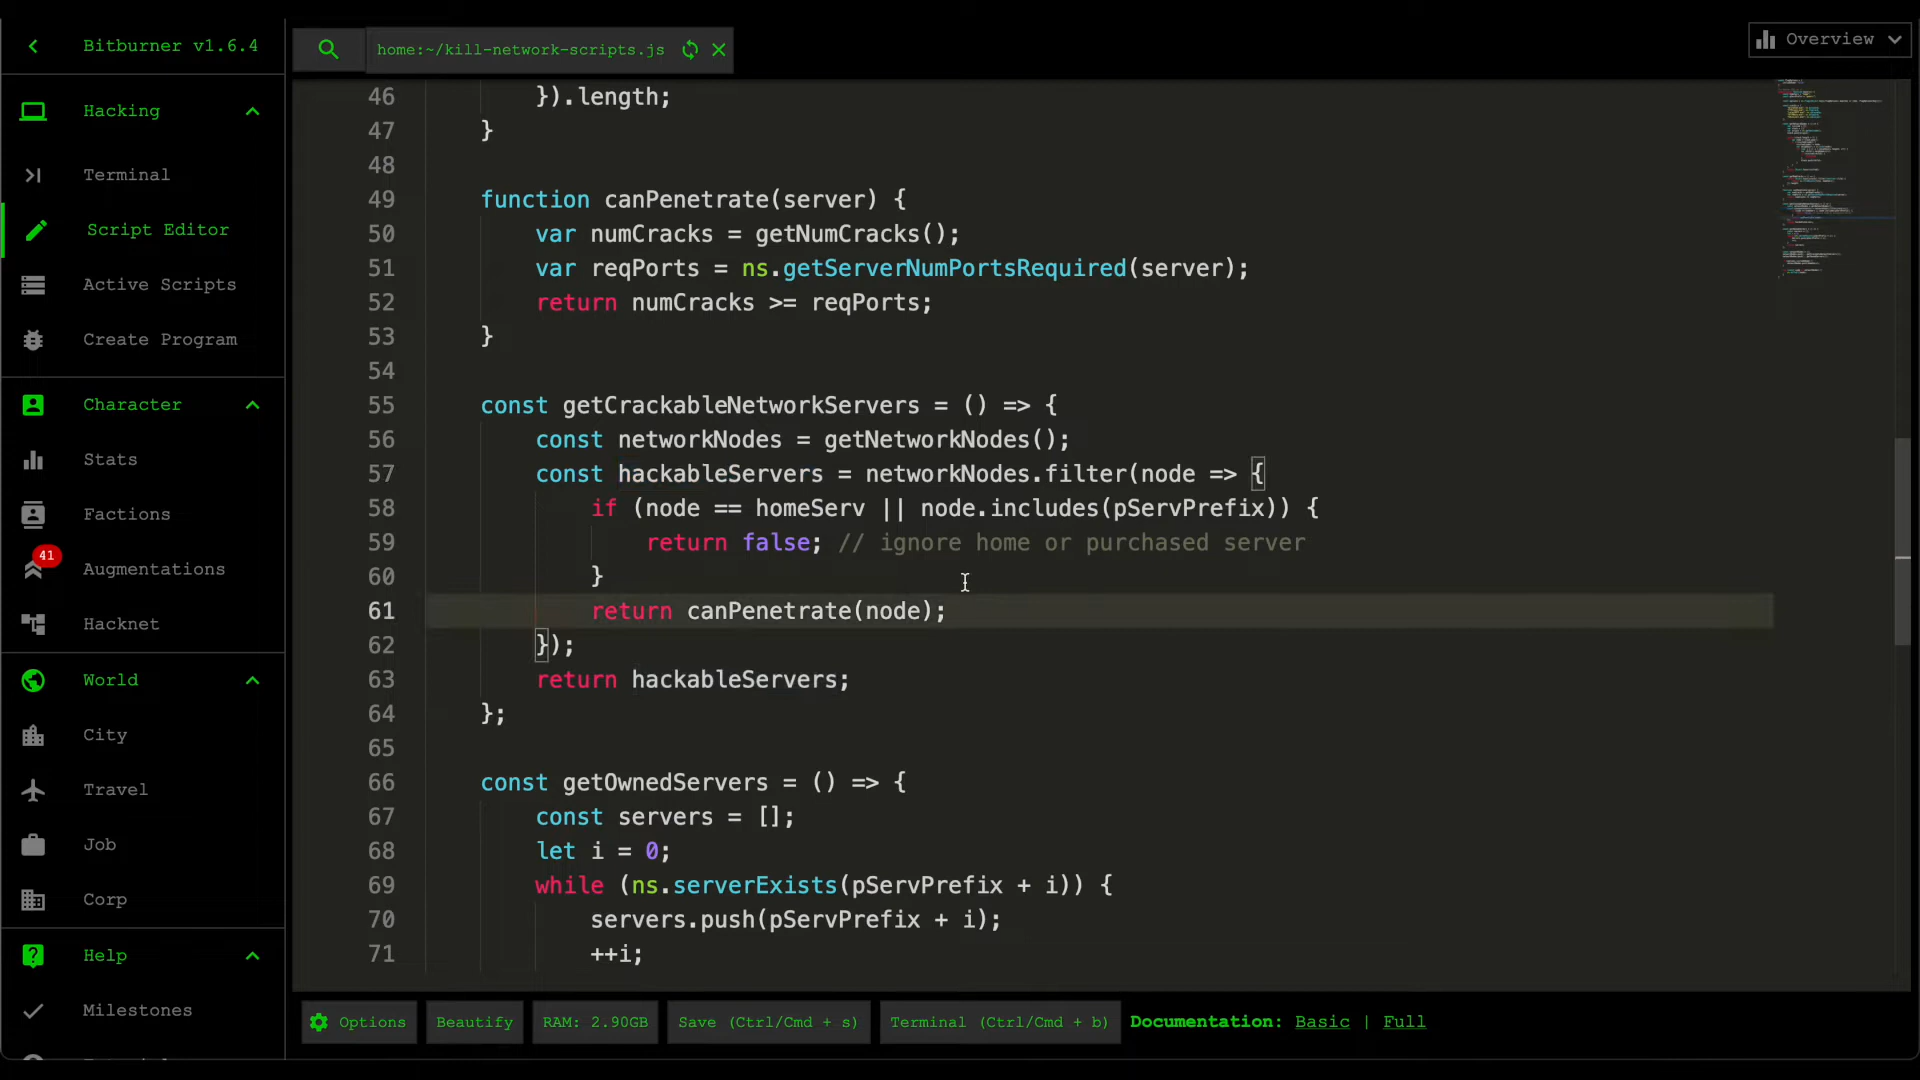 Bitburner v1.6.4
Hacking
Terminal
Script Editor
Active Scripts
Create Program
Character
Stats
Factions
41
Augmentations
Hacknet
World
City
Travel
Job
Corp
Help
Milestones
home:~/kill-network-scripts.js
Overview
46 }).length;
47 }
48
49 function canPenetrate(server) {
50 var numCracks = getNumCracks();
51 var reqPorts = ns.getServerNumPortsRequired(server);
52 return numCracks >= reqPorts;
53 }
54
55 const getCrackableNetworkServers = () => {
56 const networkNodes = getNetworkNodes();
57 const hackableServers = networkNodes.filter(node => {
58 if (node == homeServ || node.includes(pServPrefix)) {
59 return false; // ignore home or purchased server
60 }
61 return canPenetrate(node);
62 });
63 return hackableServers;
64 };
65
66 const getOwnedServers = () => {
67 const servers = [];
68 let i = 0;
69 while (ns.serverExists(pServPrefix + i)) {
70 servers.push(pServPrefix + i);
71 ++i;
Options
Beautify
RAM: 2.90GB
Save (Ctrl/Cmd + s)
Terminal (Ctrl/Cmd + b)
Documentation: Basic | Full